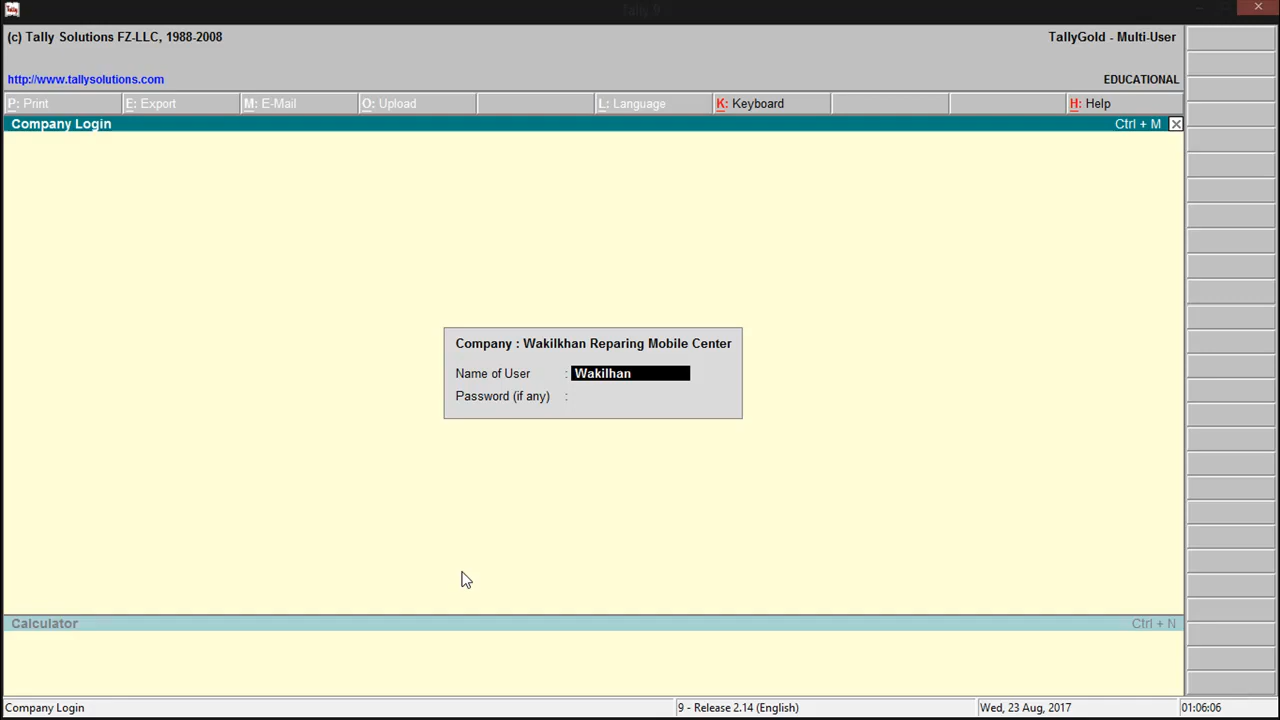 Tally 9
(c) Tally Solutions FZ-LLC, 1988-2008
TallyGold - Multi-User
http://www.tallysolutions.com
EDUCATIONAL
P: Print E: Export M: E-Mail O: Upload L: Language K: Keyboard H: Help
Company Login Ctrl + M
Company : Wakilkhan Reparing Mobile Center
Name of User : Wakilhan
Password (if any) :
Calculator Ctrl + N
Company Login 9 - Release 2.14 (English) Wed, 23 Aug, 2017 01:06:06